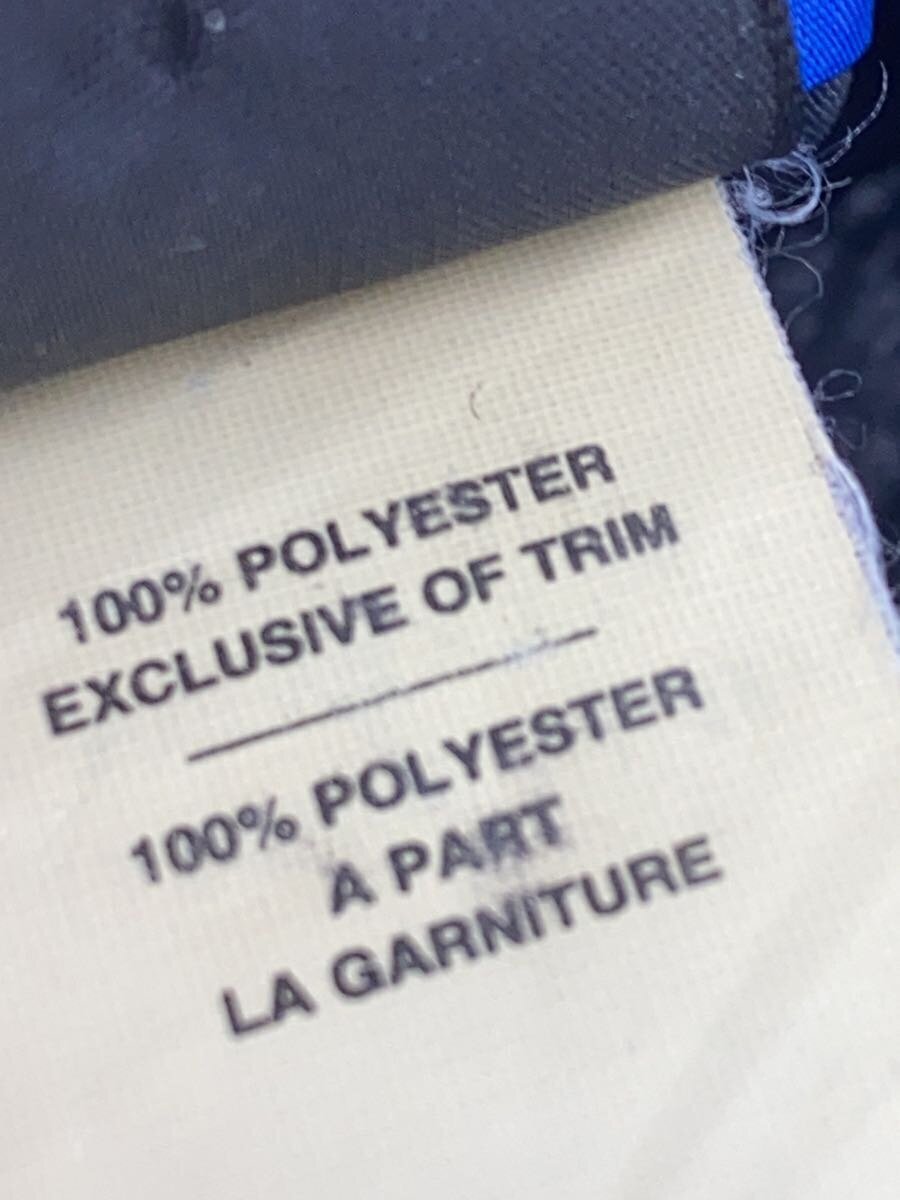 100% POLYESTER
EXCLUSIVE OF TRIM
100% POLYESTER
A PART
LA GARNITURE